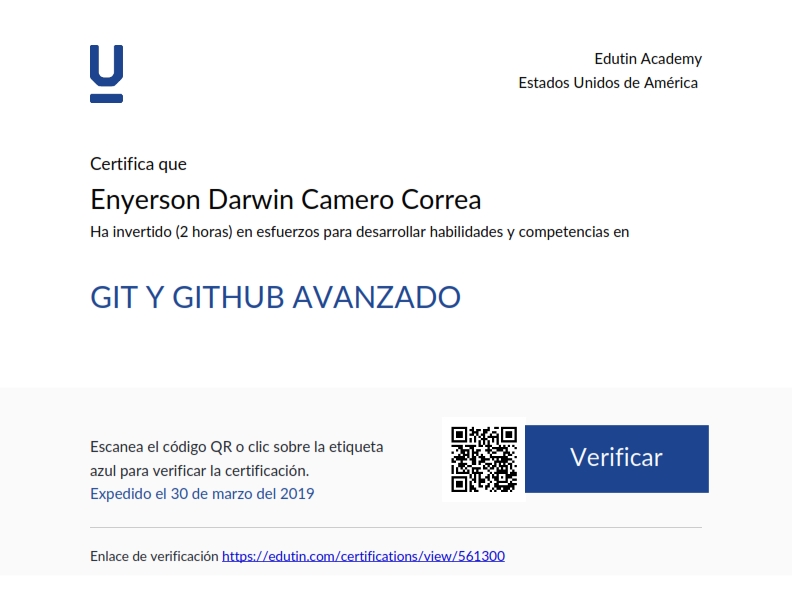 Edutin Academy
Estados Unidos de América
Certifica que
Enyerson Darwin Camero Correa
Ha invertido (2 horas) en esfuerzos para desarrollar habilidades y competencias en
GIT Y GITHUB AVANZADO
Escanea el código QR o clic sobre la etiqueta
azul para verificar la certificación.
Expedido el 30 de marzo del 2019
Verificar
Enlace de verificación https://edutin.com/certifications/view/561300